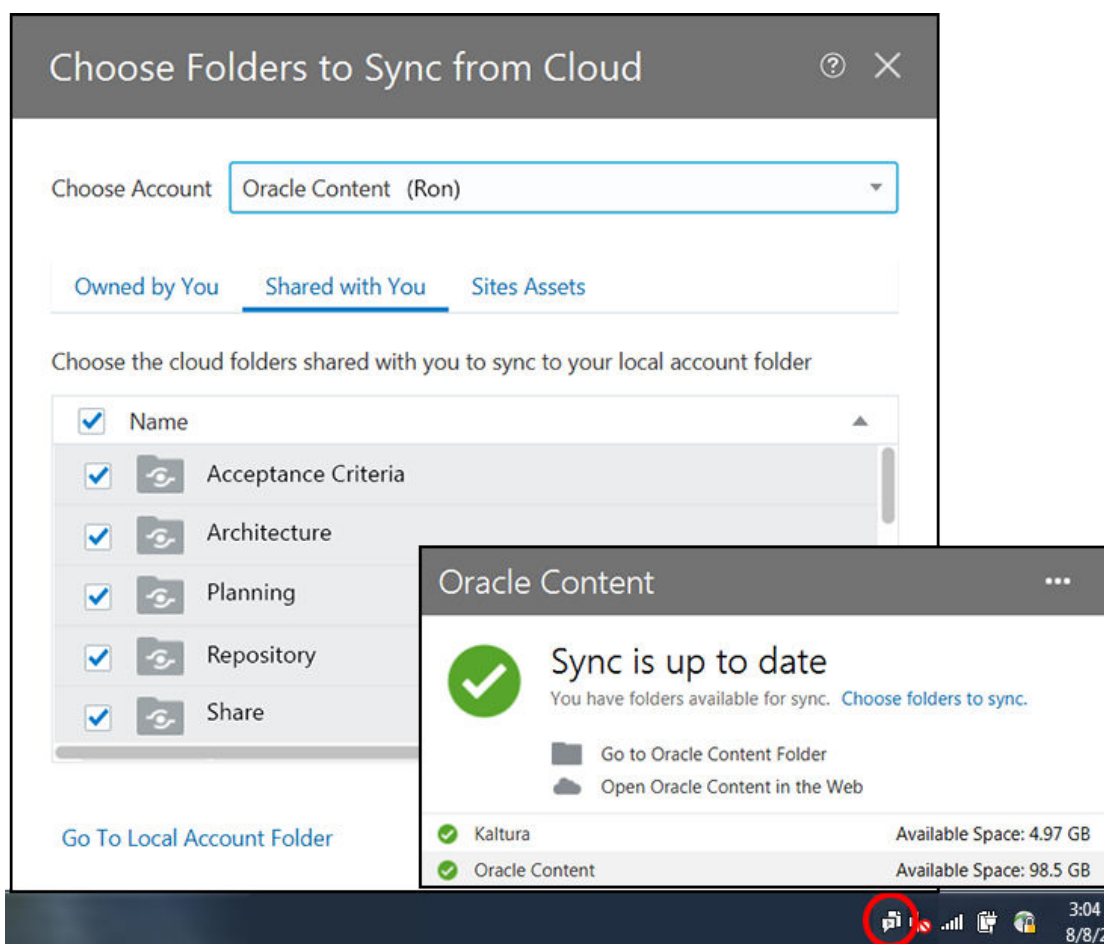 Choose Folders to Sync from Cloud
Choose Account
Oracle Content (Ron)
Owned by You
Shared with You
Sites Assets
Choose the cloud folders shared with you to sync to your local account folder
Name
Acceptance Criteria
Architecture
Planning
Repository
Share
Go To Local Account Folder
Oracle Content
Sync is up to date
You have folders available for sync. Choose folders to sync.
Go to Oracle Content Folder
Open Oracle Content in the Web
Kaltura Available Space: 4.97 GB
Oracle Content Available Space: 98.5 GB
3:04
8/8/2